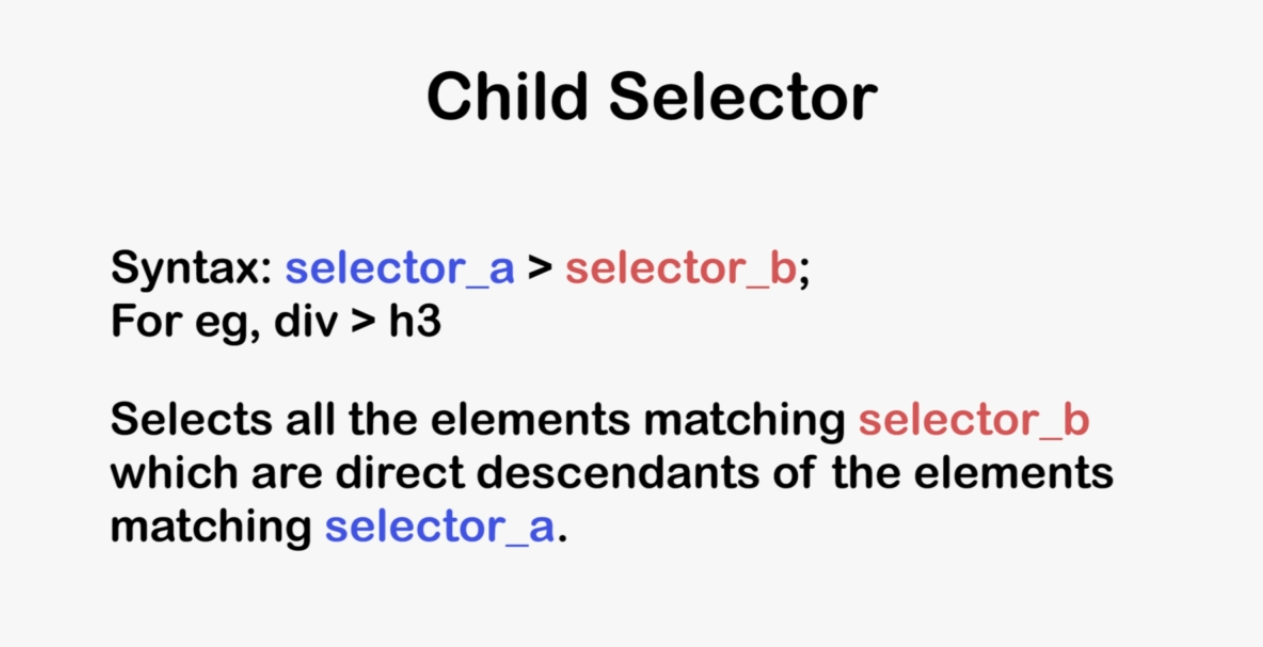 Child Selector
Syntax: selector_a > selector_b;
For eg, div > h3
Selects all the elements matching selector_b
which are direct descendants of the elements
matching selector_a.